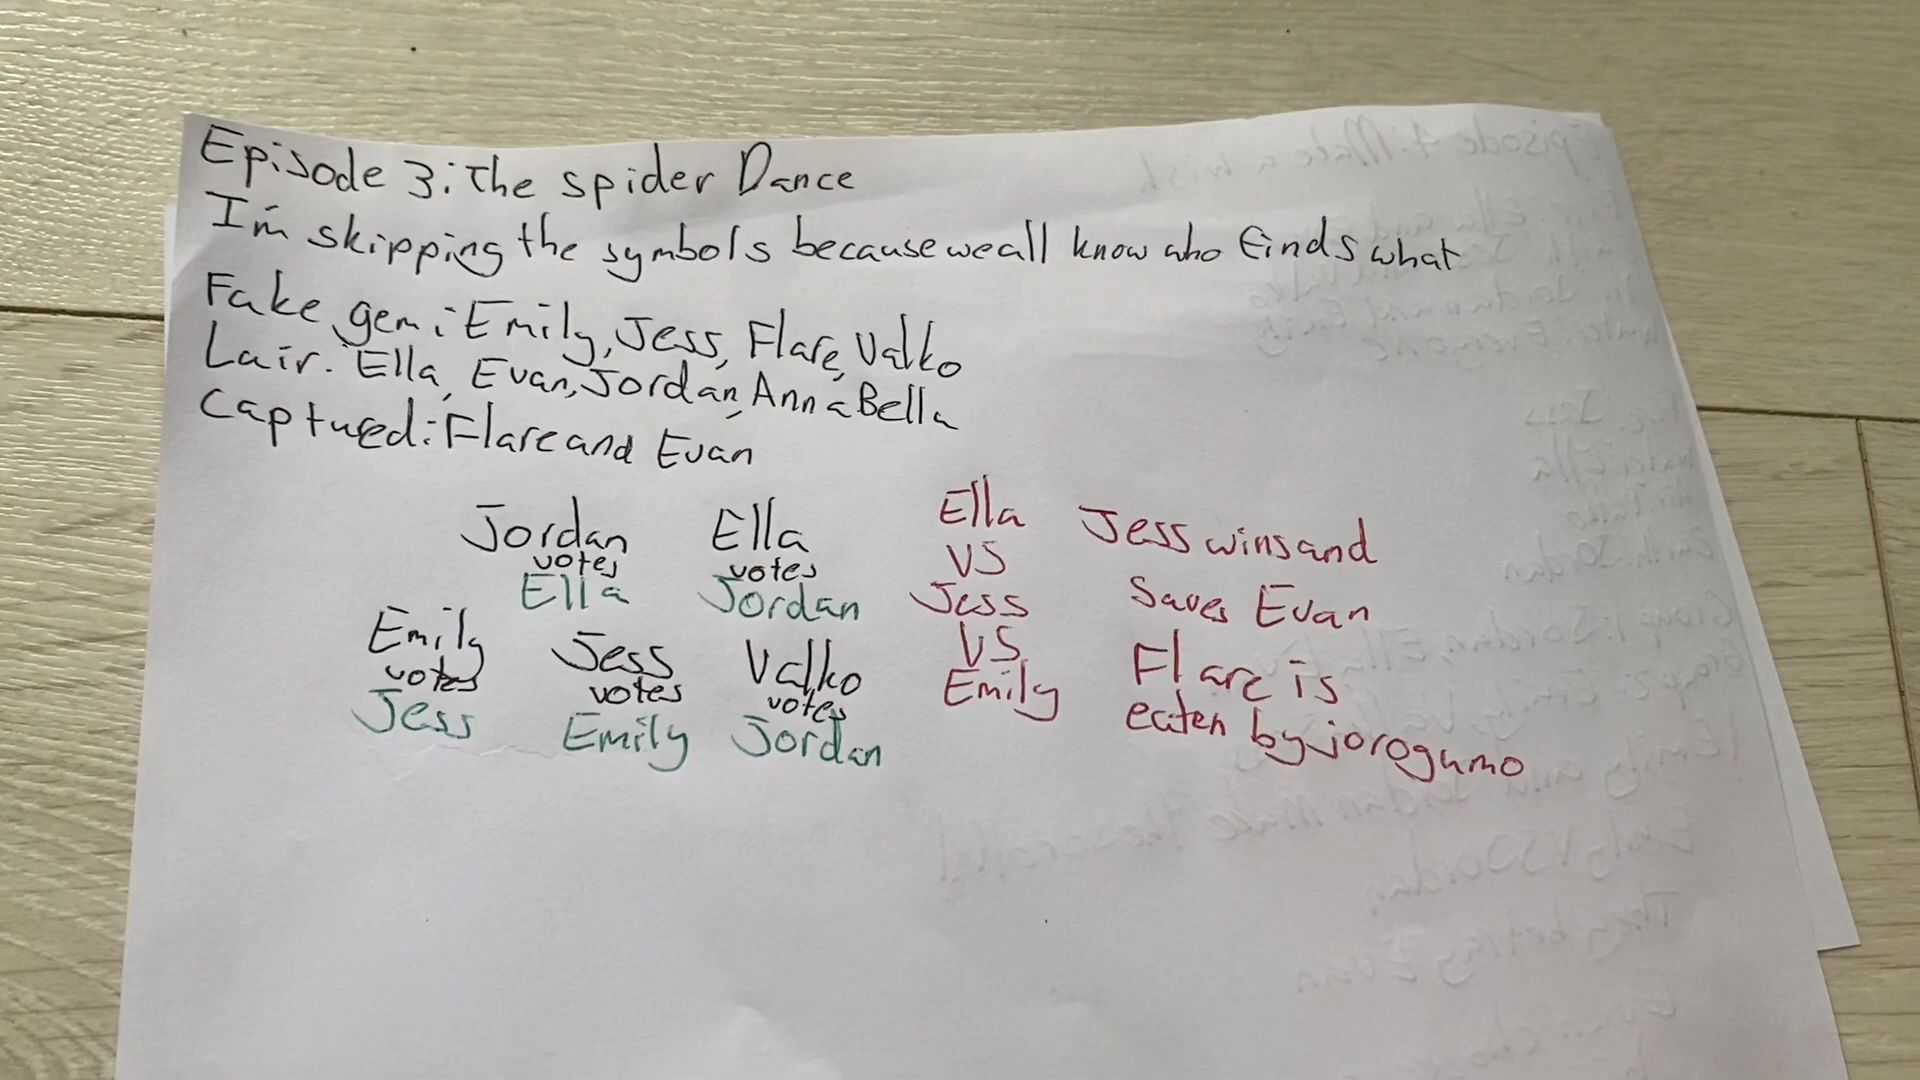 Episode 3: The spider Dance
I'm skipping the symbols because we all know who finds what
Fake gem: Emily, Jess, Flare, Valko
Lair: Ella, Evan, Jordan, AnnaBella
Captured: Flare and Evan
Jordan votes Ella
Ella votes Jordan
Emily votes Jess
Jess votes Emily
Valko votes Jordan
Ella
VS
Jess
VS
Emily
Jess wins and
Saves Evan
Flare is
eaten by jorogumo